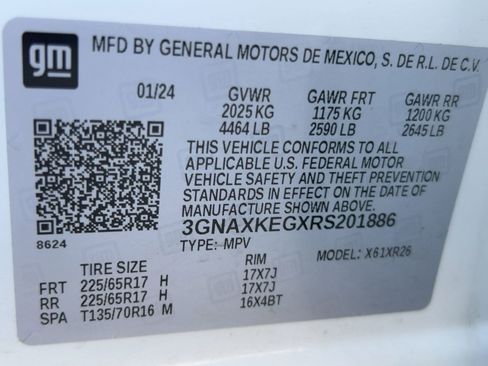 gm MFD BY GENERAL MOTORS DE MEXICO, S. DE R.L. DE C.V.
01/24 GVWR GAWR FRT GAWR RR
2025 KG 1175 KG 1200 KG
4464 LB 2590 LB 2645 LB
THIS VEHICLE CONFORMS TO ALL
APPLICABLE U.S. FEDERAL MOTOR
VEHICLE SAFETY AND THEFT PREVENTION
STANDARDS IN EFFECT ON THE DATE OF
MANUFACTURE SHOWN ABOVE.
3GNAXKEGXRS201886
8624
TYPE: MPV MODEL: X61XR26
TIRE SIZE RIM
FRT 225/65R17 H 17X7J
RR 225/65R17 H 17X7J
SPA T135/70R16 M 16X4BT